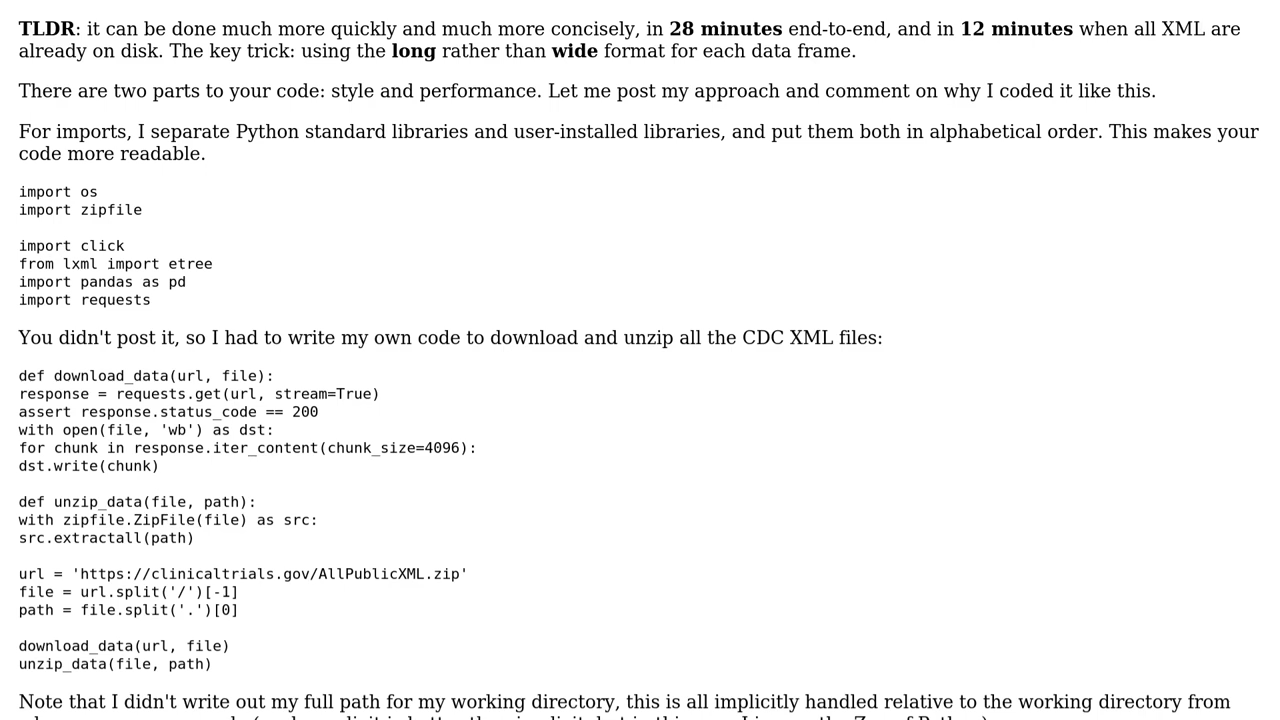 TLDR: it can be done much more quickly and much more concisely, in 28 minutes end-to-end, and in 12 minutes when all XML are
already on disk. The key trick: using the long rather than wide format for each data frame.
There are two parts to your code: style and performance. Let me post my approach and comment on why I coded it like this.
For imports, I separate Python standard libraries and user-installed libraries, and put them both in alphabetical order. This makes your
code more readable.
import os
import zipfile
import click
from lxml import etree
import pandas as pd
import requests
You didn't post it, so I had to write my own code to download and unzip all the CDC XML files:
def download_data(url, file):
response = requests.get(url, stream=True)
assert response.status_code == 200
with open(file, 'wb') as dst:
for chunk in response.iter_content(chunk_size=4096):
dst.write(chunk)
def unzip_data(file, path):
with zipfile.ZipFile(file) as src:
src.extractall(path)
url = 'https://clinicaltrials.gov/AllPublicXML.zip'
file = url.split('/')[-1]
path = file.split('.')[0]
download_data(url, file)
unzip_data(file, path)
Note that I didn't write out my full path for my working directory, this is all implicitly handled relative to the working directory from